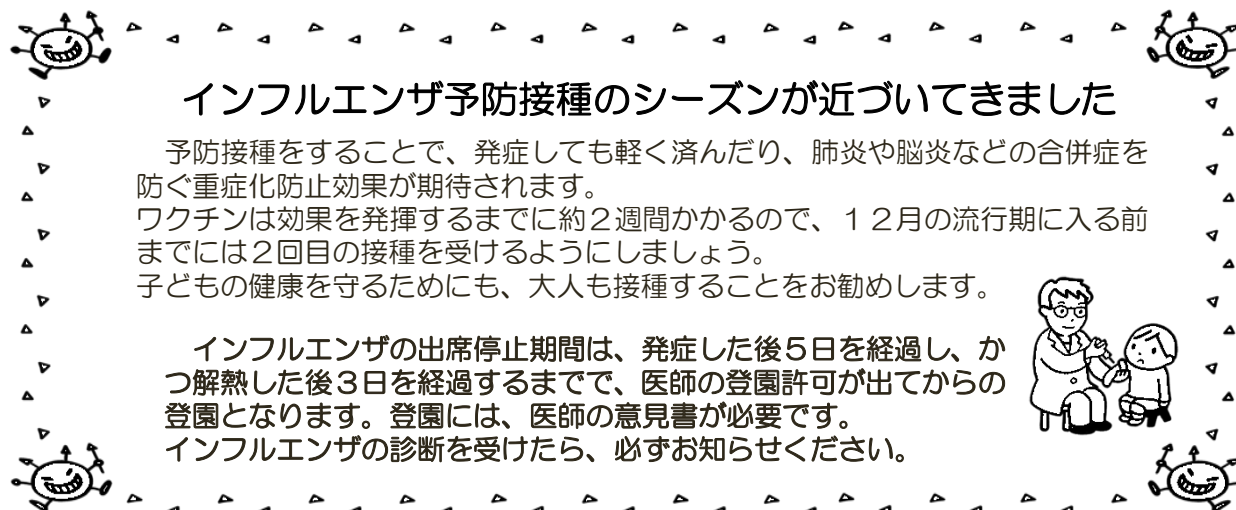 インフルエンザ予防接種のシーズンが近づいてきました
予防接種をすることで、発症しても軽く済んだり、肺炎や脳炎などの合併症を
防ぐ重症化防止効果が期待されます。
ワクチンは効果を発揮するまでに約２週間かかるので、１２月の流行期に入る前
までには２回目の接種を受けるようにしましょう。
子どもの健康を守るためにも、大人も接種することをお勧めします。
インフルエンザの出席停止期間は、発症した後５日を経過し、か
つ解熱した後３日を経過するまでで、医師の登園許可が出てからの
登園となります。登園には、医師の意見書が必要です。
インフルエンザの診断を受けたら、必ずお知らせください。